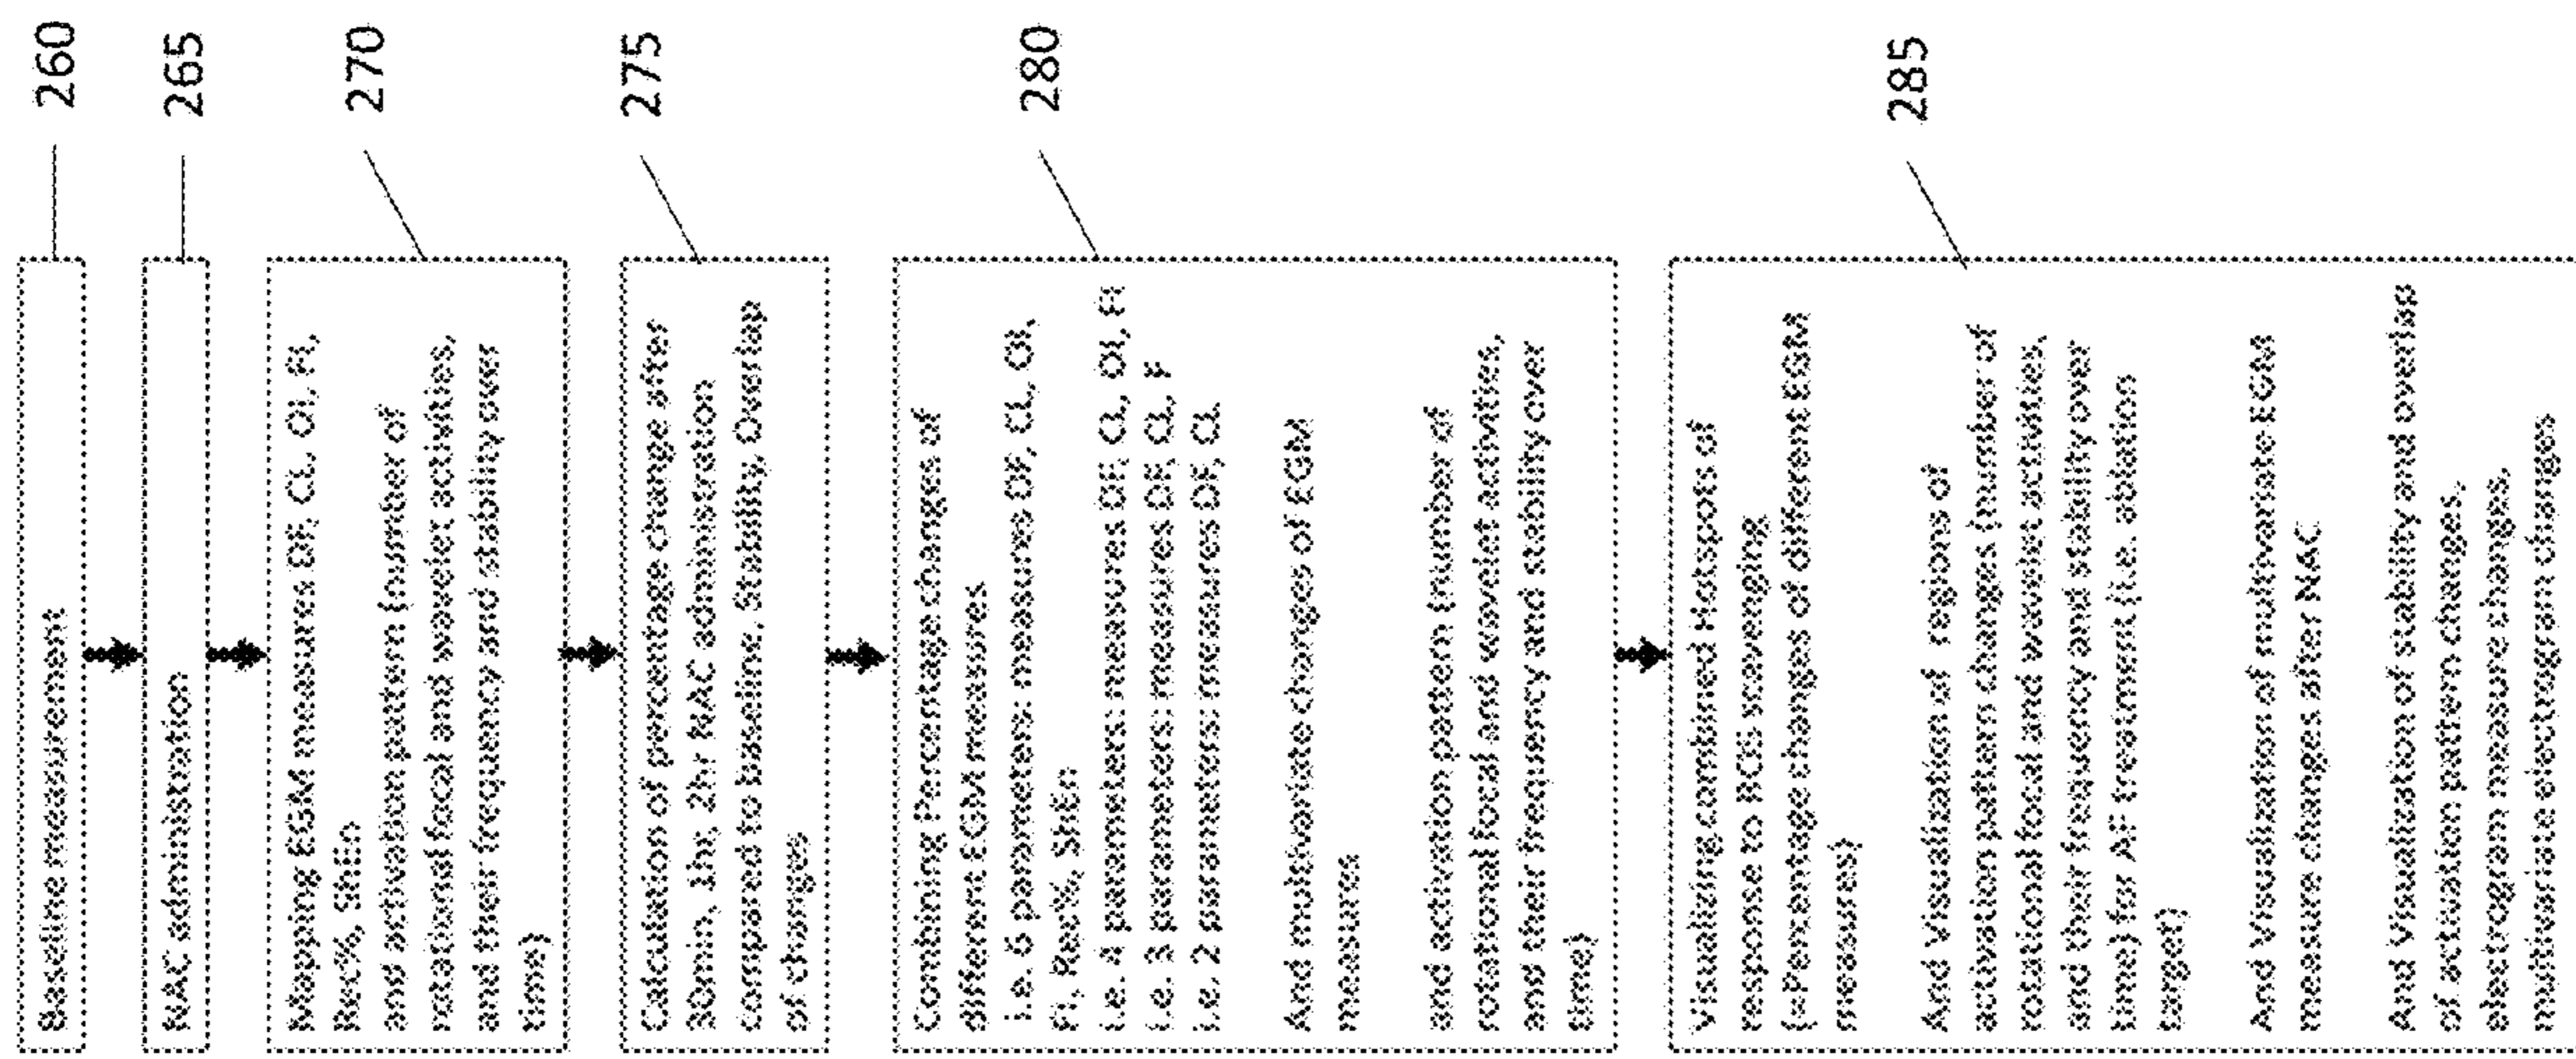 Baseline measurement
260
NAC administration
265
Mapping EGM measures DF, CL, OI, FI,
Rec%, ShEn
and activation pattern (number of
rotational focal and wavelet activities,
and their frequency and stability over
time)
270
Calculation of percentage change after
30min, 1hr, 2hr NAC administration
compared to baseline, Stability, Overlap
of changes
275
Combining Percentage changes of
different EGM measures
i.e. 6 parameters: measures DF, CL, OI,
FI, Rec%, ShEn
i.e. 4 parameters: measures DF, CL, OI, FI
i.e. 3 parameters: measures DF, CL, F
i.e. 2 parameters: measures DF, CL
And multivariate changes of EGM
measures
and activation pattern (number of
rotational focal and wavelet activities,
and their frequency and stability over
time)
280
Visualizing combined Hotspots of
response to ROS scavenging
(=Percentage changes of different EGM
measures)
And Visualization of regions of
activation pattern changes (number of
rotational focal and wavelet activities,
and their frequency and stability over
time) for AF treatment (i.e. ablation
target)
And Visualization of multivariate EGM
measure changes after NAC
And Visualization of stability and overlap
of actuation pattern changes,
electrogram measure changes,
multivariate electrogram changes
285